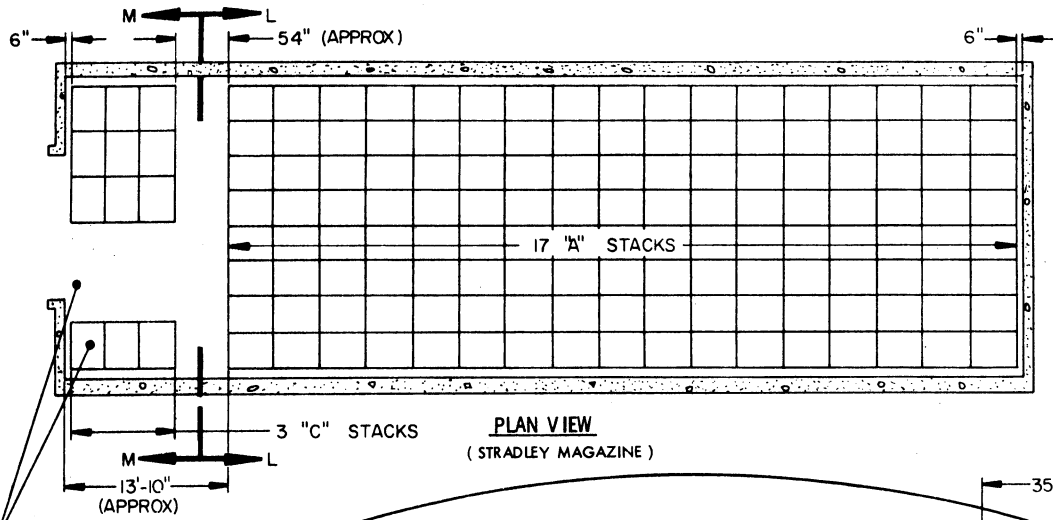 M L
6" 54" (APPROX) 6"
17 "A" STACKS
3 "C" STACKS
PLAN VIEW
(STRADLEY MAGAZINE)
M L
13'-10"
(APPROX)
35